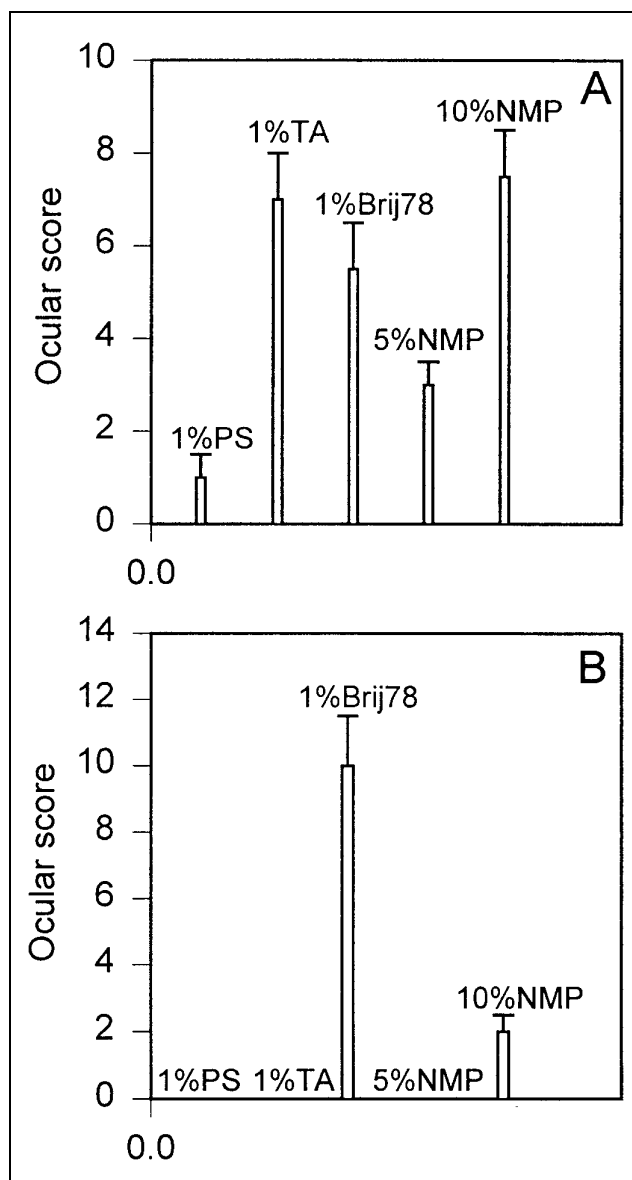 10
A
10%NMP
1%TA
8
1%Brij78
6
Ocular score
5%NMP
4
2
1%PS
0
0.0
14
B
1%Brij78
12
10
8
Ocular score
6
4
10%NMP
2
1%PS 1%TA 5%NMP
0
0.0